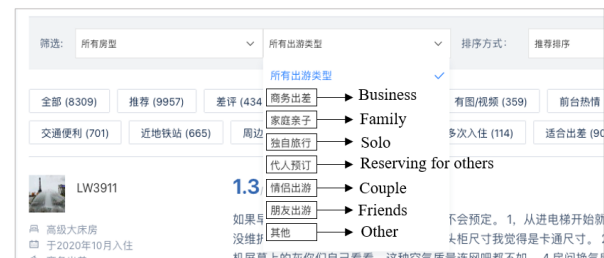 筛选: 所有房型 所有出游类型 排序方式: 推荐排序
所有出游类型
商务出差 Business
家庭亲子 Family
独自旅行 Solo
代人预订 Reserving for others
情侣出游 Couple
朋友出游 Friends
其他 Other
全部 (8309) 推荐 (9957) 差评 (434 有图/视频 (359) 前台热情
交通便利 (701) 近地铁站 (665) 周边 多次入住 (114) 适合出差 (90
LW3911 1.3
高级大床房
于2020年10月入住
如果早 不会预定。 1, 从进电梯开始就
没维护 头柜尺寸我觉得是卡通尺寸。 2